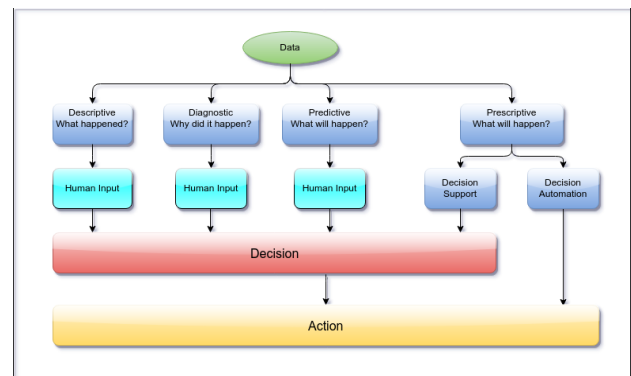 Data
Descriptive
What happened?
Diagnostic
Why did it happen?
Predictive
What will happen?
Prescriptive
What will happen?
Human Input
Human Input
Human Input
Decision
Support
Decision
Automation
Decision
Action